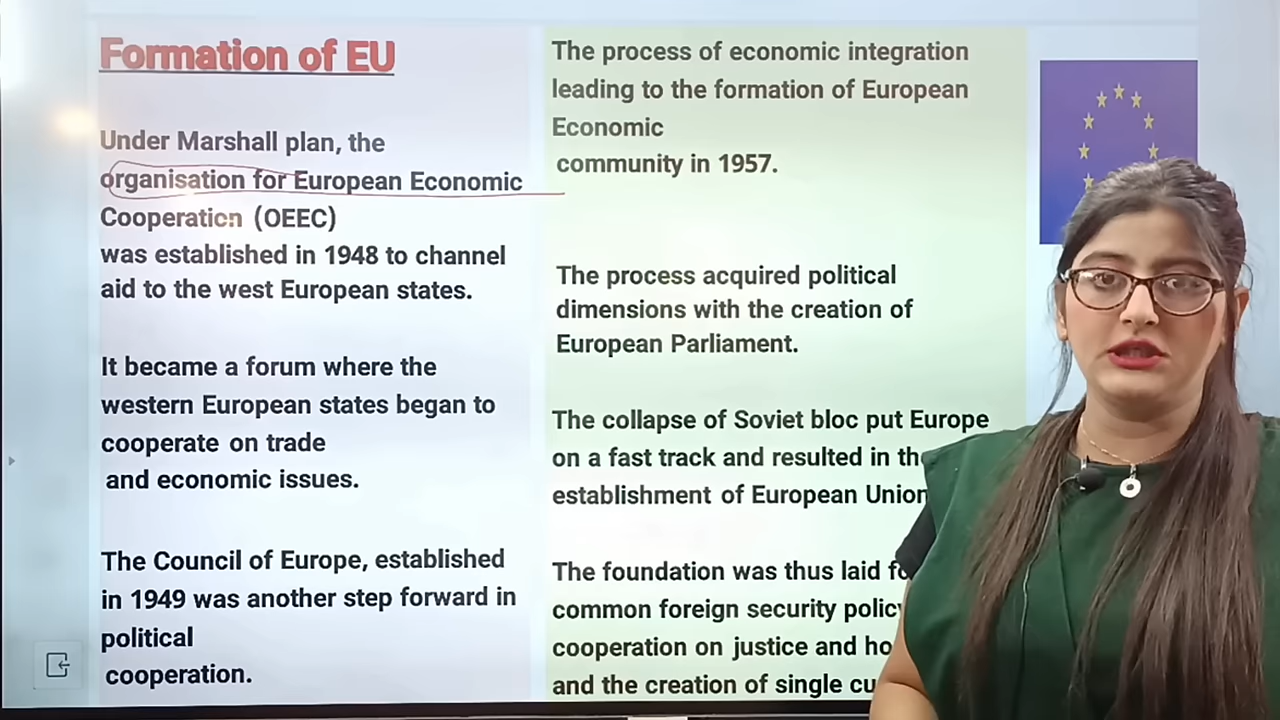 Formation of EU
Under Marshall plan, the
organisation for European Economic
Cooperation (OEEC)
was established in 1948 to channel
aid to the west European states.
It became a forum where the
western European states began to
cooperate on trade
and economic issues.
The Council of Europe, established
in 1949 was another step forward in
political
cooperation.
The process of economic integration
leading to the formation of European
Economic
community in 1957.
The process acquired political
dimensions with the creation of
European Parliament.
The collapse of Soviet bloc put Europe
on a fast track and resulted in the
establishment of European Union
The foundation was thus laid
common foreign security policy
cooperation on justice and
and the creation of single